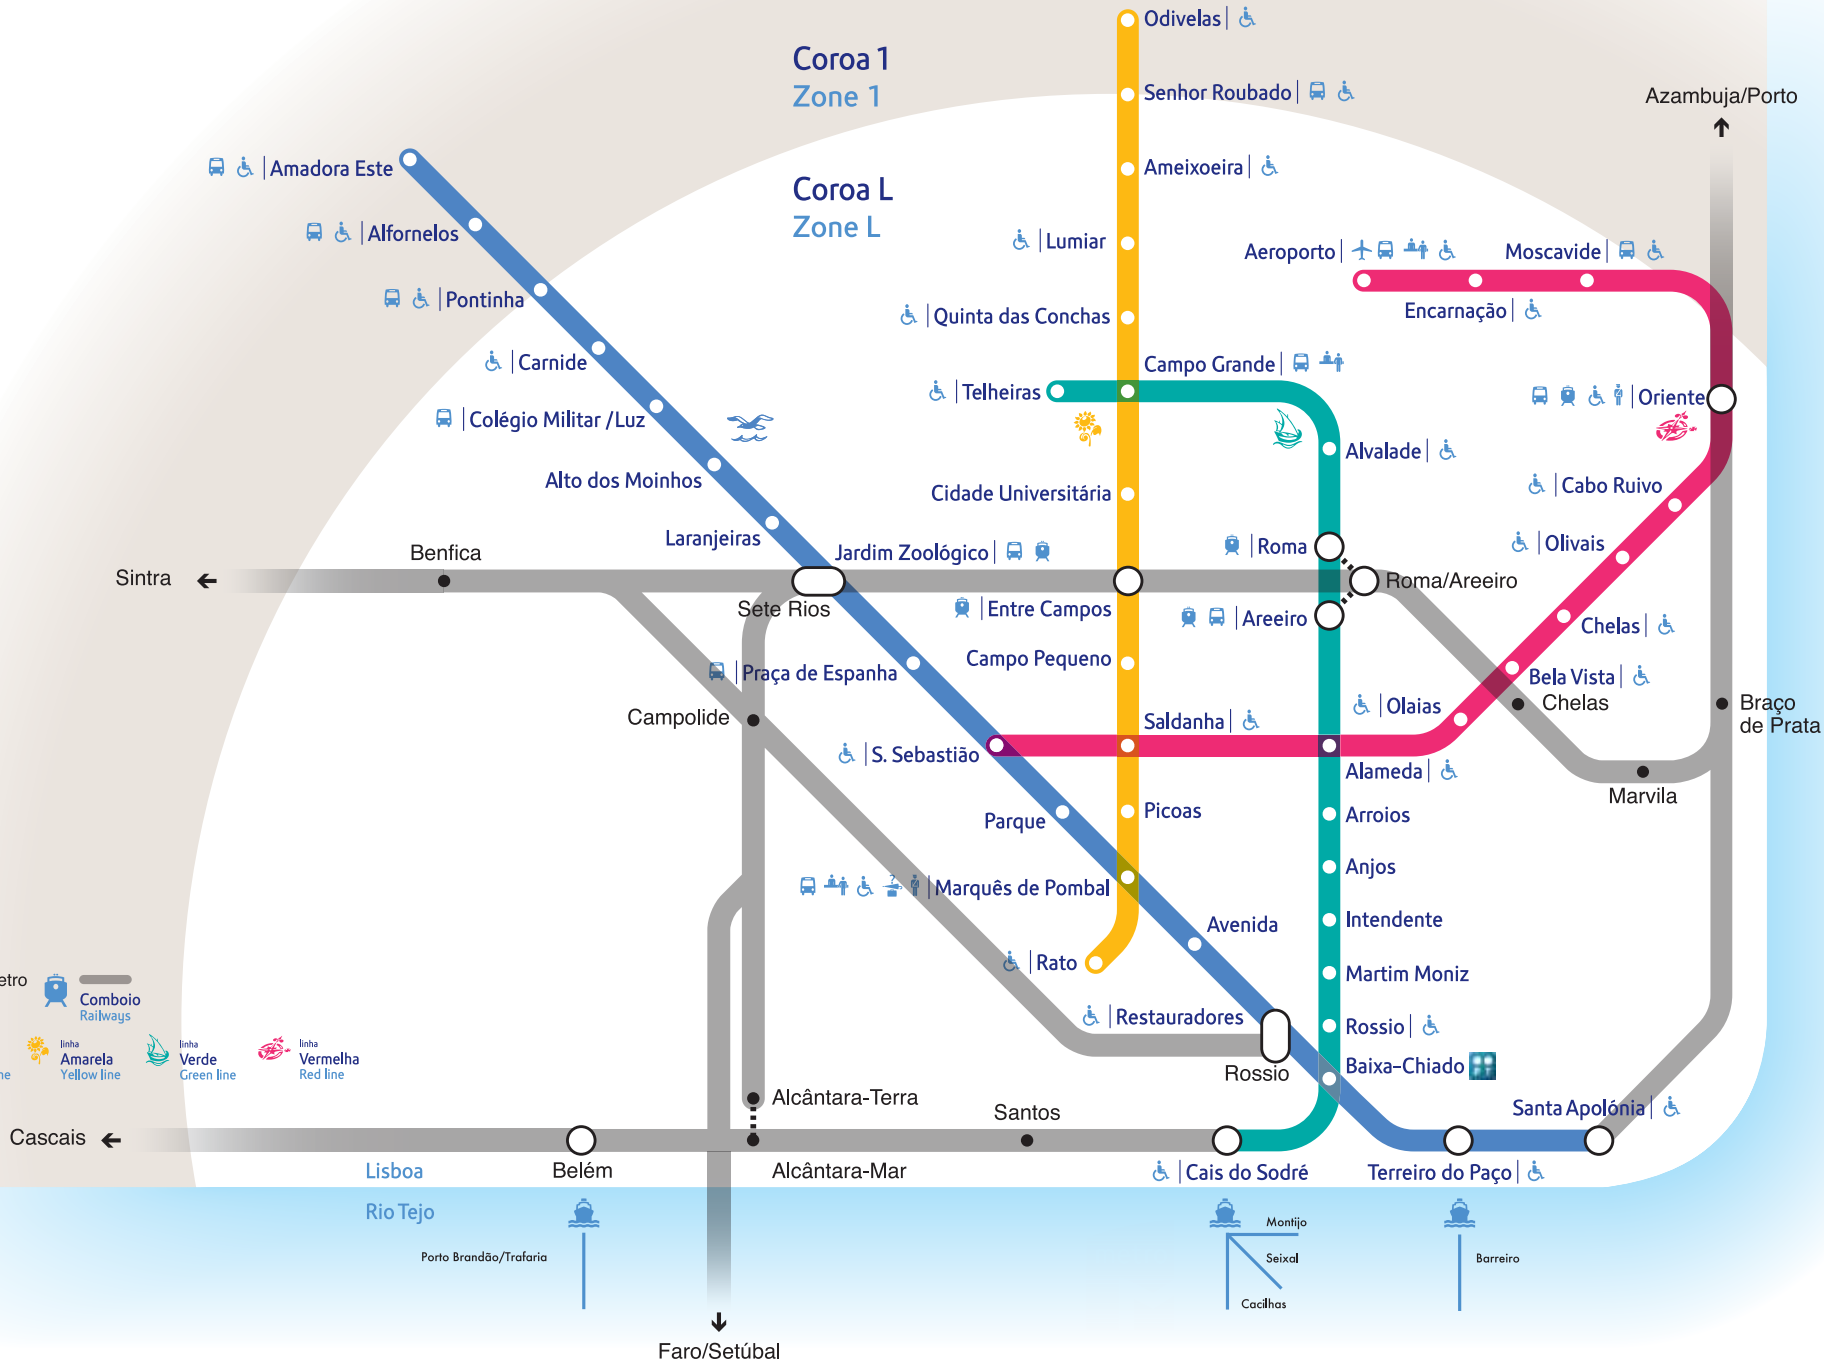 Odivelas
Coroa 1
Zone 1
Senhor Roubado
Azambuja/Porto
Amadora Este
Ameixoeira
Coroa L
Zone L
Alfornelos
Lumiar
Aeroporto
Moscavide
Pontinha
Quinta das Conchas
Encarnação
Carnide
Campo Grande
Telheiras
Oriente
Colégio Militar /Luz
Alvalade
Alto dos Moinhos
Cidade Universitária
Cabo Ruivo
Laranjeiras
Jardim Zoológico
Roma
Olivais
Benfica
Sintra
Roma/Areeiro
Sete Rios
Entre Campos
Areeiro
Chelas
Campo Pequeno
Praça de Espanha
Bela Vista
Campolide
Saldanha
Olaias
Chelas
Braço
de Prata
S. Sebastião
Alameda
Marvila
Parque
Picoas
Arroios
Anjos
Marquês de Pombal
Avenida
Intendente
Rato
Martim Moniz
etro
Comboio
Railways
Restauradores
Rossio
linha
Amarela
Yellow line
linha
Verde
Green line
linha
Vermelha
Red line
ne
Rossio
Baixa-Chiado
Alcântara-Terra
Santos
Santa Apolónia
Cascais
Lisboa
Belém
Alcântara-Mar
Cais do Sodré
Terreiro do Paço
Rio Tejo
Montijo
Porto Brandão/Trafaria
Seixal
Barreiro
Cacilhas
Faro/Setúbal